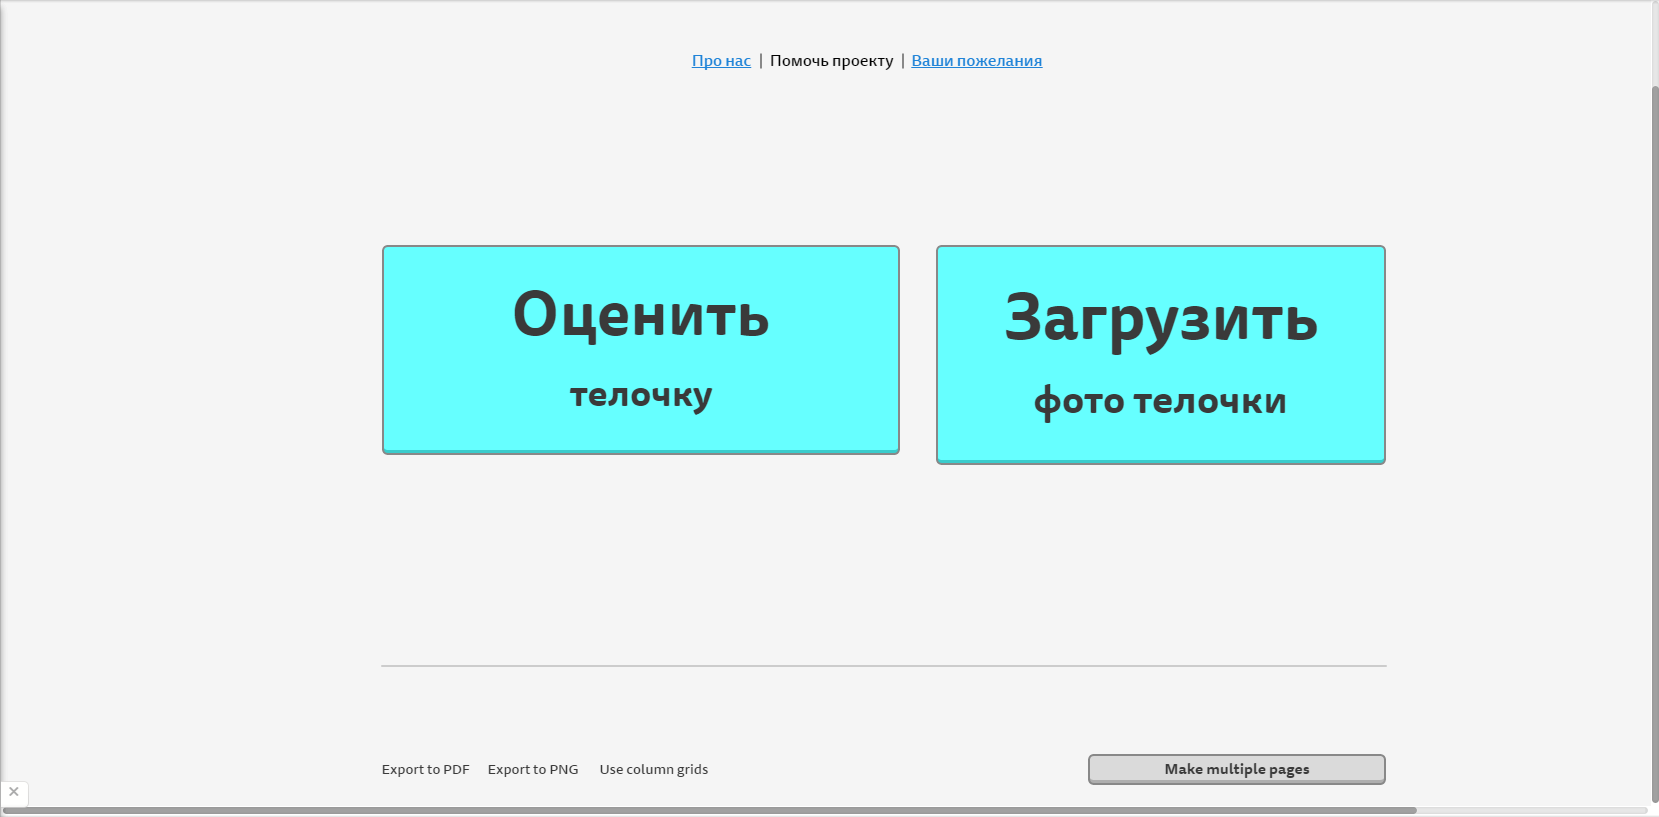 Про нас | Помочь проекту | Ваши пожелания
Оценить
телочку
Загрузить
фото телочки
Export to PDF Export to PNG Use column grids
Make multiple pages